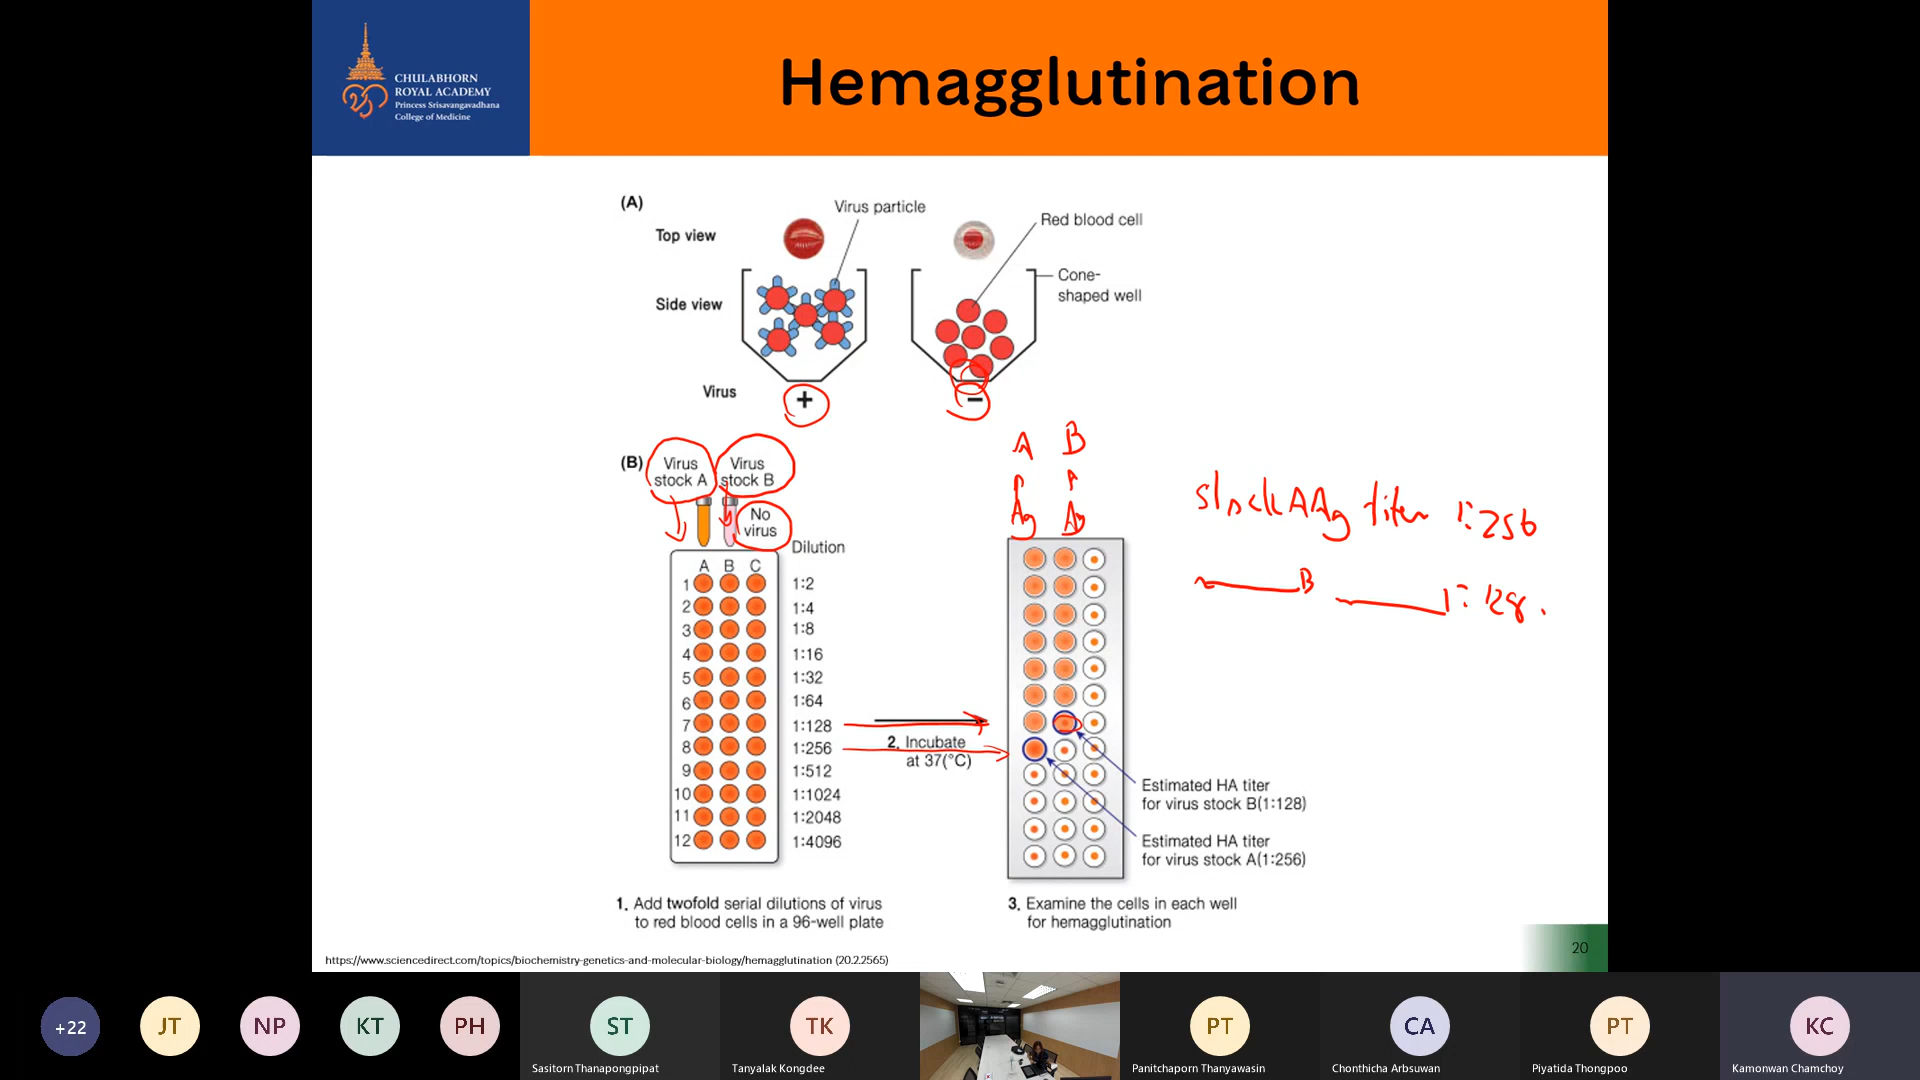 CHULABHORN
ROYAL ACADEMY
Princess Srisavangavadhana
College of Medicine
Hemagglutination
(A)
Virus particle
Top view
Red blood cell
Cone-
shaped well
Side view
Virus
+
−
A B
(B)
Virus
stock A
Virus
stock B
No
virus
Ag Ag
stock A Ag titer 1:256
B 1:128.
Dilution
A B C
1 1:2
2 1:4
3 1:8
4 1:16
5 1:32
6 1:64
7 1:128
8 1:256
9 1:512
10 1:1024
11 1:2048
12 1:4096
2. Incubate
at 37(°C)
Estimated HA titer
for virus stock B(1:128)
Estimated HA titer
for virus stock A(1:256)
1. Add twofold serial dilutions of virus
to red blood cells in a 96-well plate
3. Examine the cells in each well
for hemagglutination
https://www.sciencedirect.com/topics/biochemistry-genetics-and-molecular-biology/hemagglutination (20.2.2565)
20
+22
JT
NP
KT
PH
ST
Sasitorn Thanapongpipat
TK
Tanyalak Kongdee
PT
Panitchaporn Thanyawasin
CA
Chonthicha Arbsuwan
PT
Piyatida Thongpoo
KC
Kamonwan Chamchoy